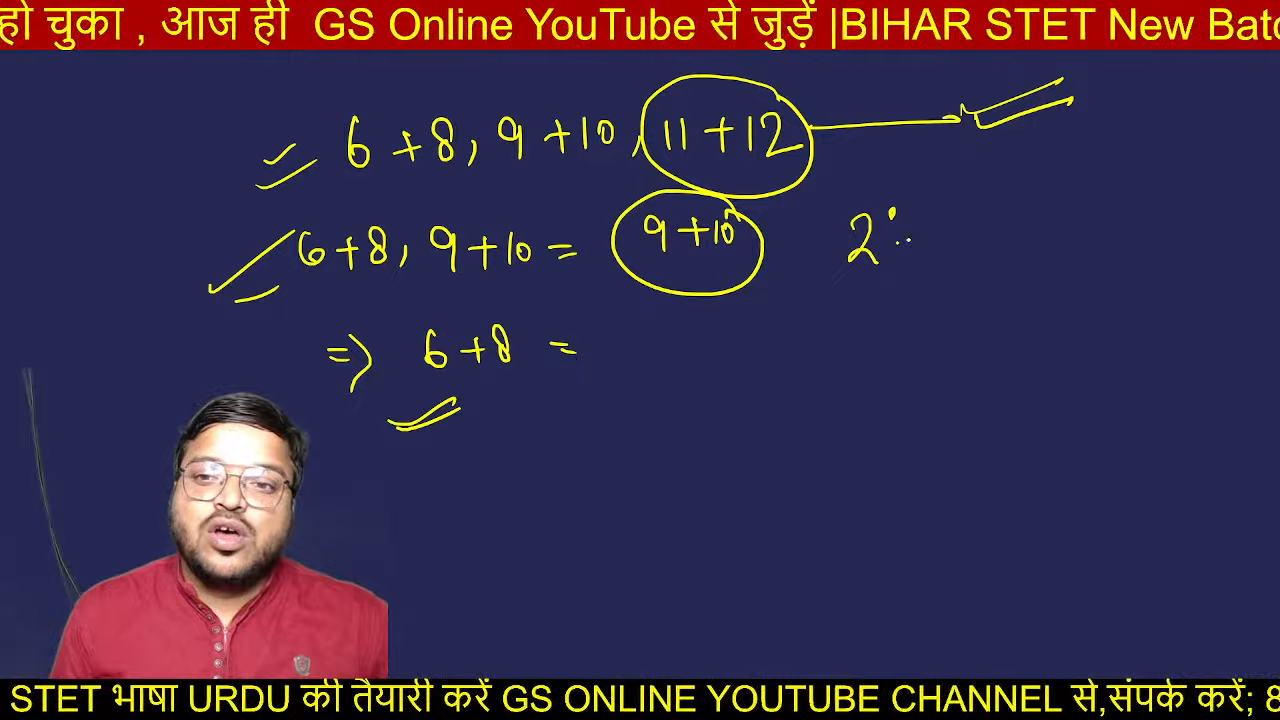 हो चुका , आज ही GS Online YouTube से जुड़ें |BIHAR STET New Batc
= 6 + 8, 9 + 10, 11 + 12
6 + 8, 9 + 10 = 9 + 10 2
=> 6 + 8 =
STET भाषा URDU की तैयारी करें GS ONLINE YOUTUBE CHANNEL से,संपर्क करें; 8